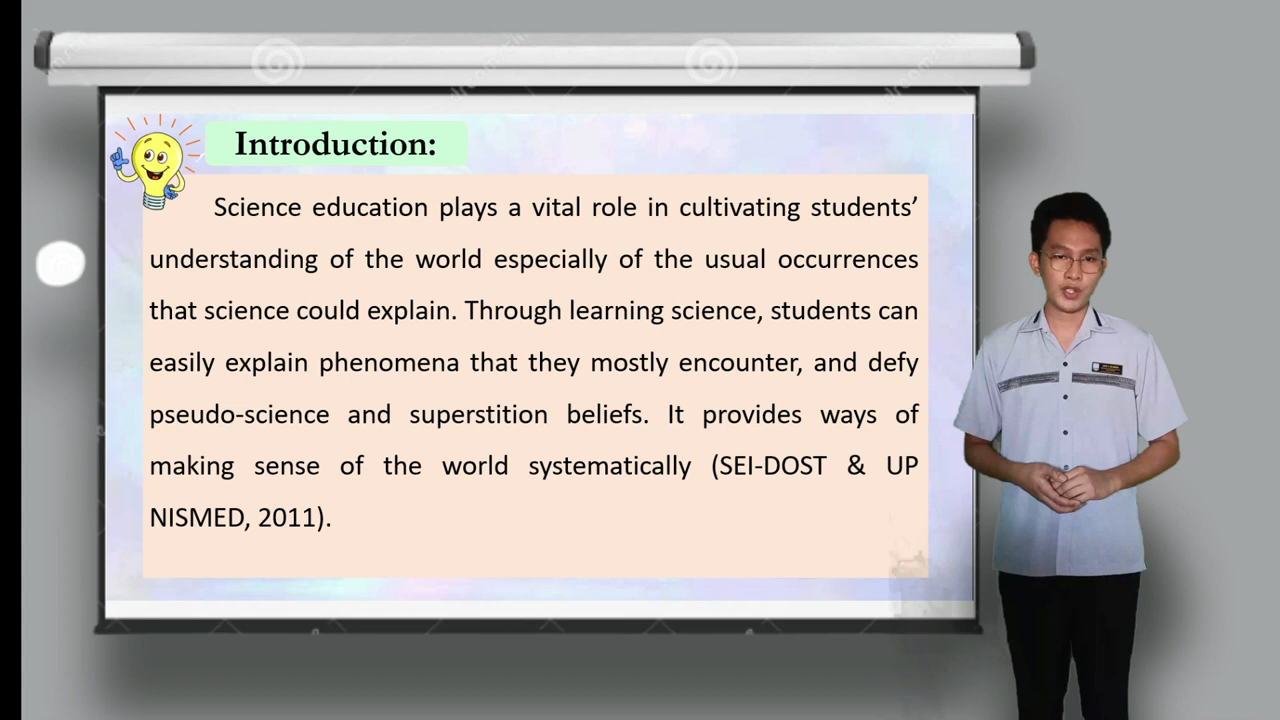 Introduction:
Science education plays a vital role in cultivating students’
understanding of the world especially of the usual occurrences
that science could explain. Through learning science, students can
easily explain phenomena that they mostly encounter, and defy
pseudo-science and superstition beliefs. It provides ways of
making sense of the world systematically (SEI-DOST & UP
NISMED, 2011).